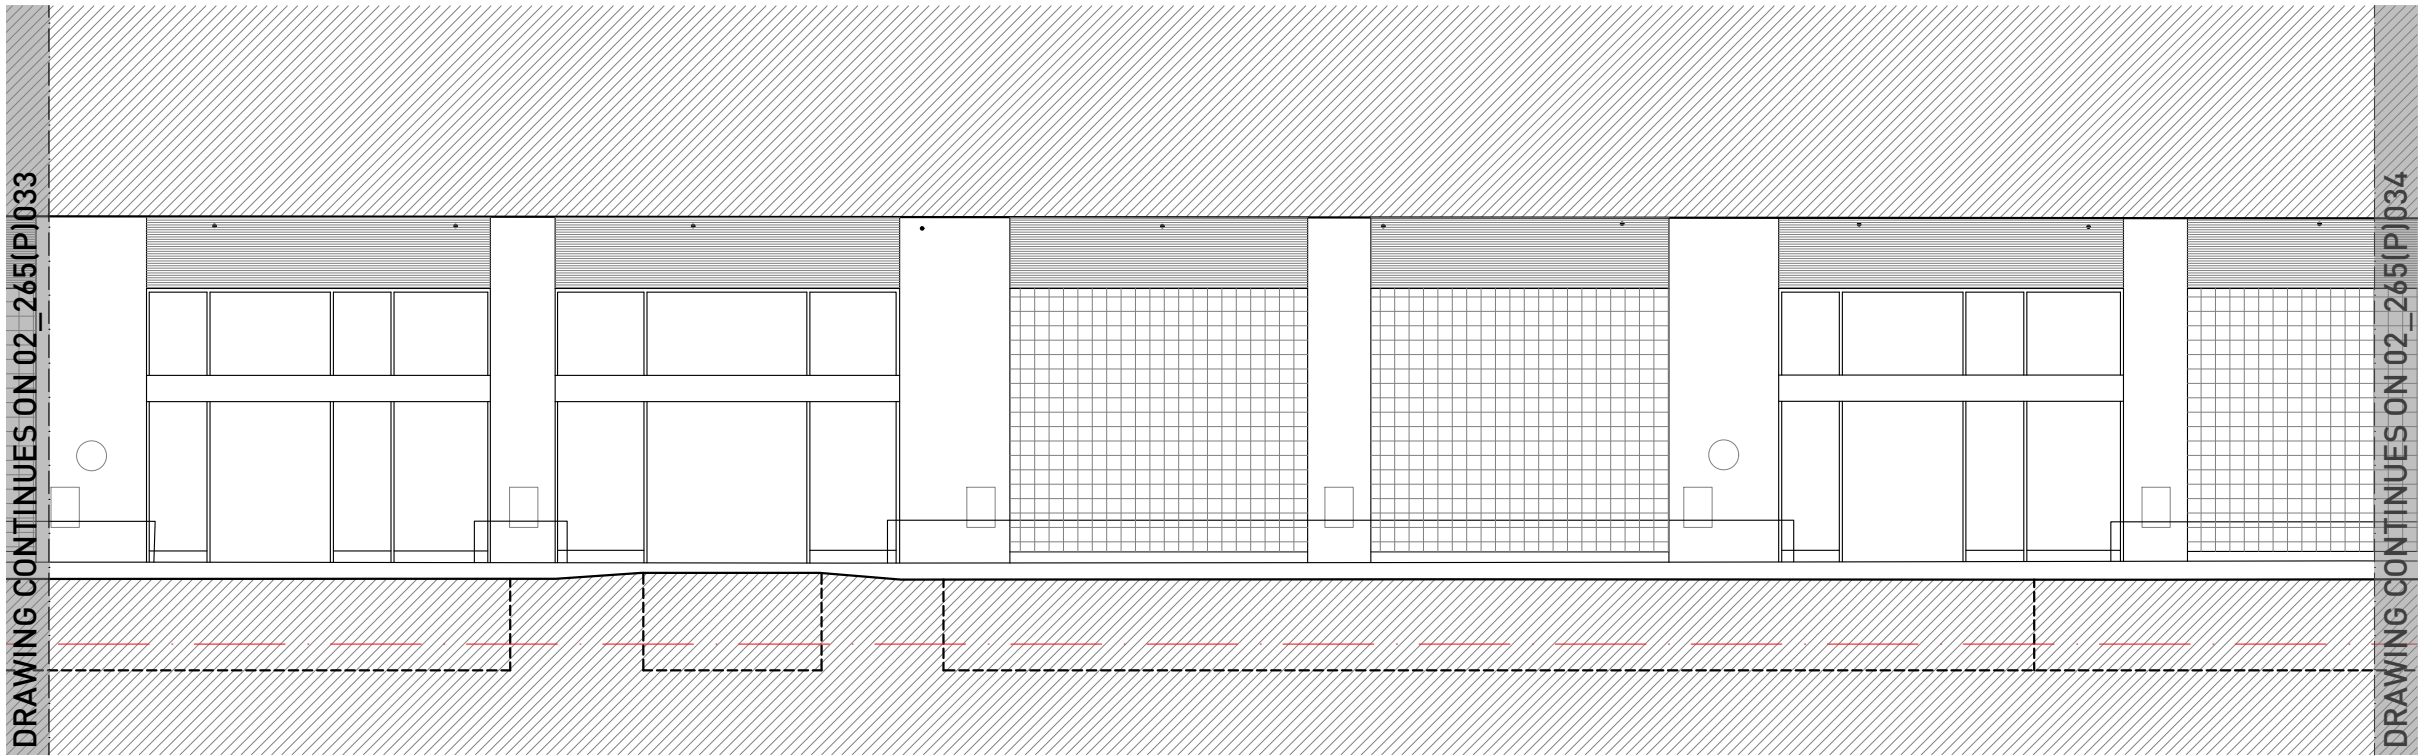 DRAWING CONTINUES ON 02_265(P)033
DRAWING CONTINUES ON 02_265(P)034